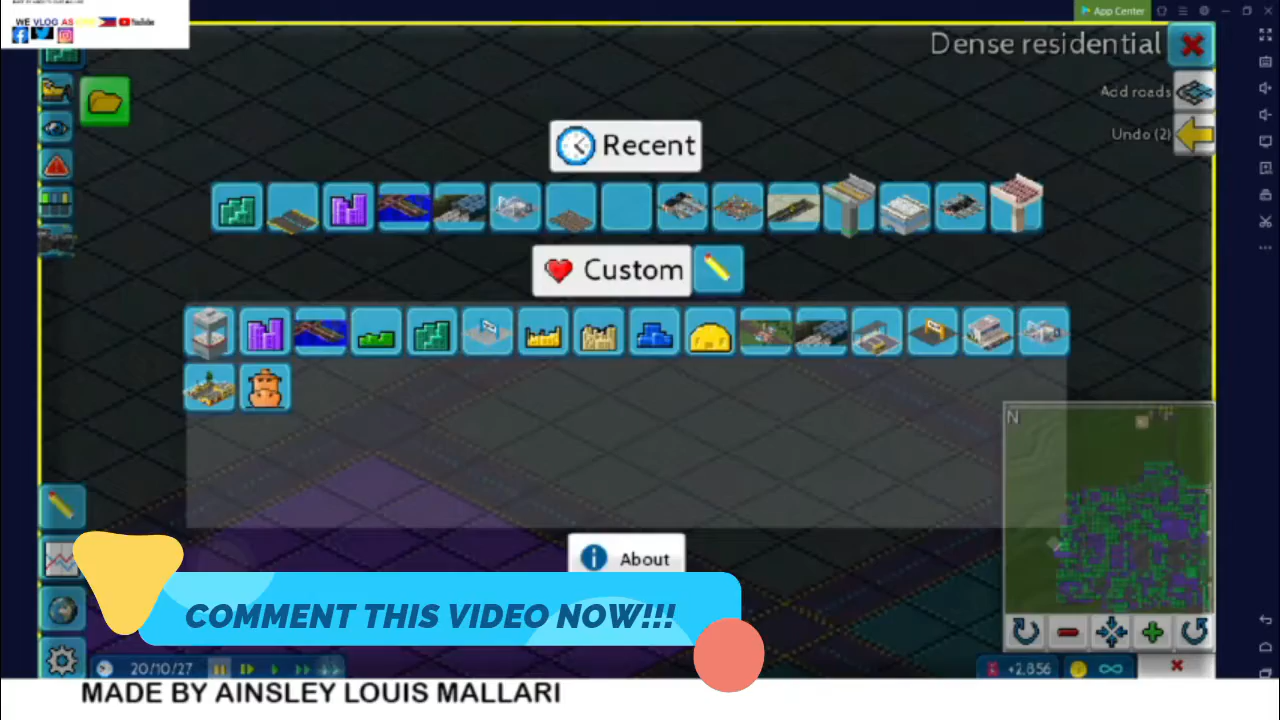 WE VLOG AS
YouTube
App Center
Dense residential
Add roads
Undo (2)
Recent
Custom
N
About
COMMENT THIS VIDEO NOW!!!
20/10/27
+2,856
∞
MADE BY AINSLEY LOUIS MALLARI